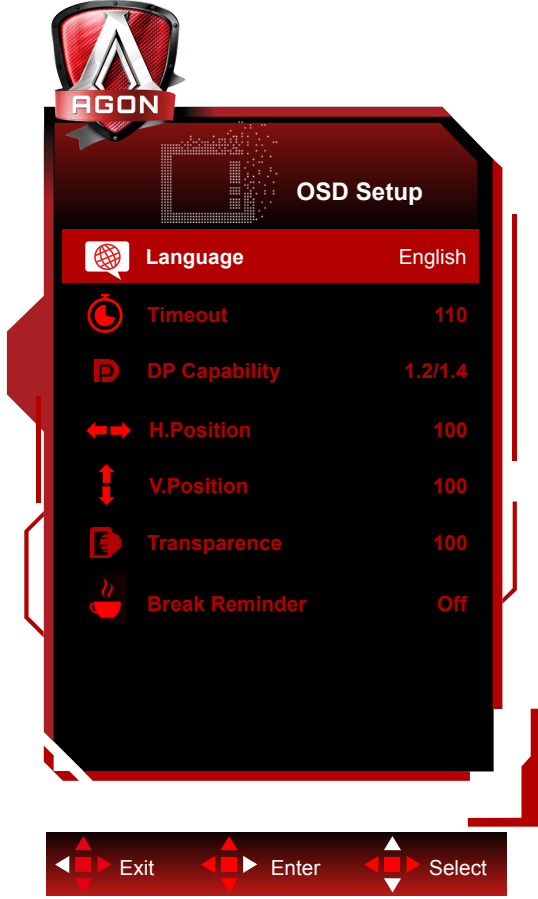 AGON
OSD Setup
Language English
Timeout 110
DP Capability 1.2/1.4
H.Position 100
V.Position 100
Transparence 100
Break Reminder Off
Exit Enter Select